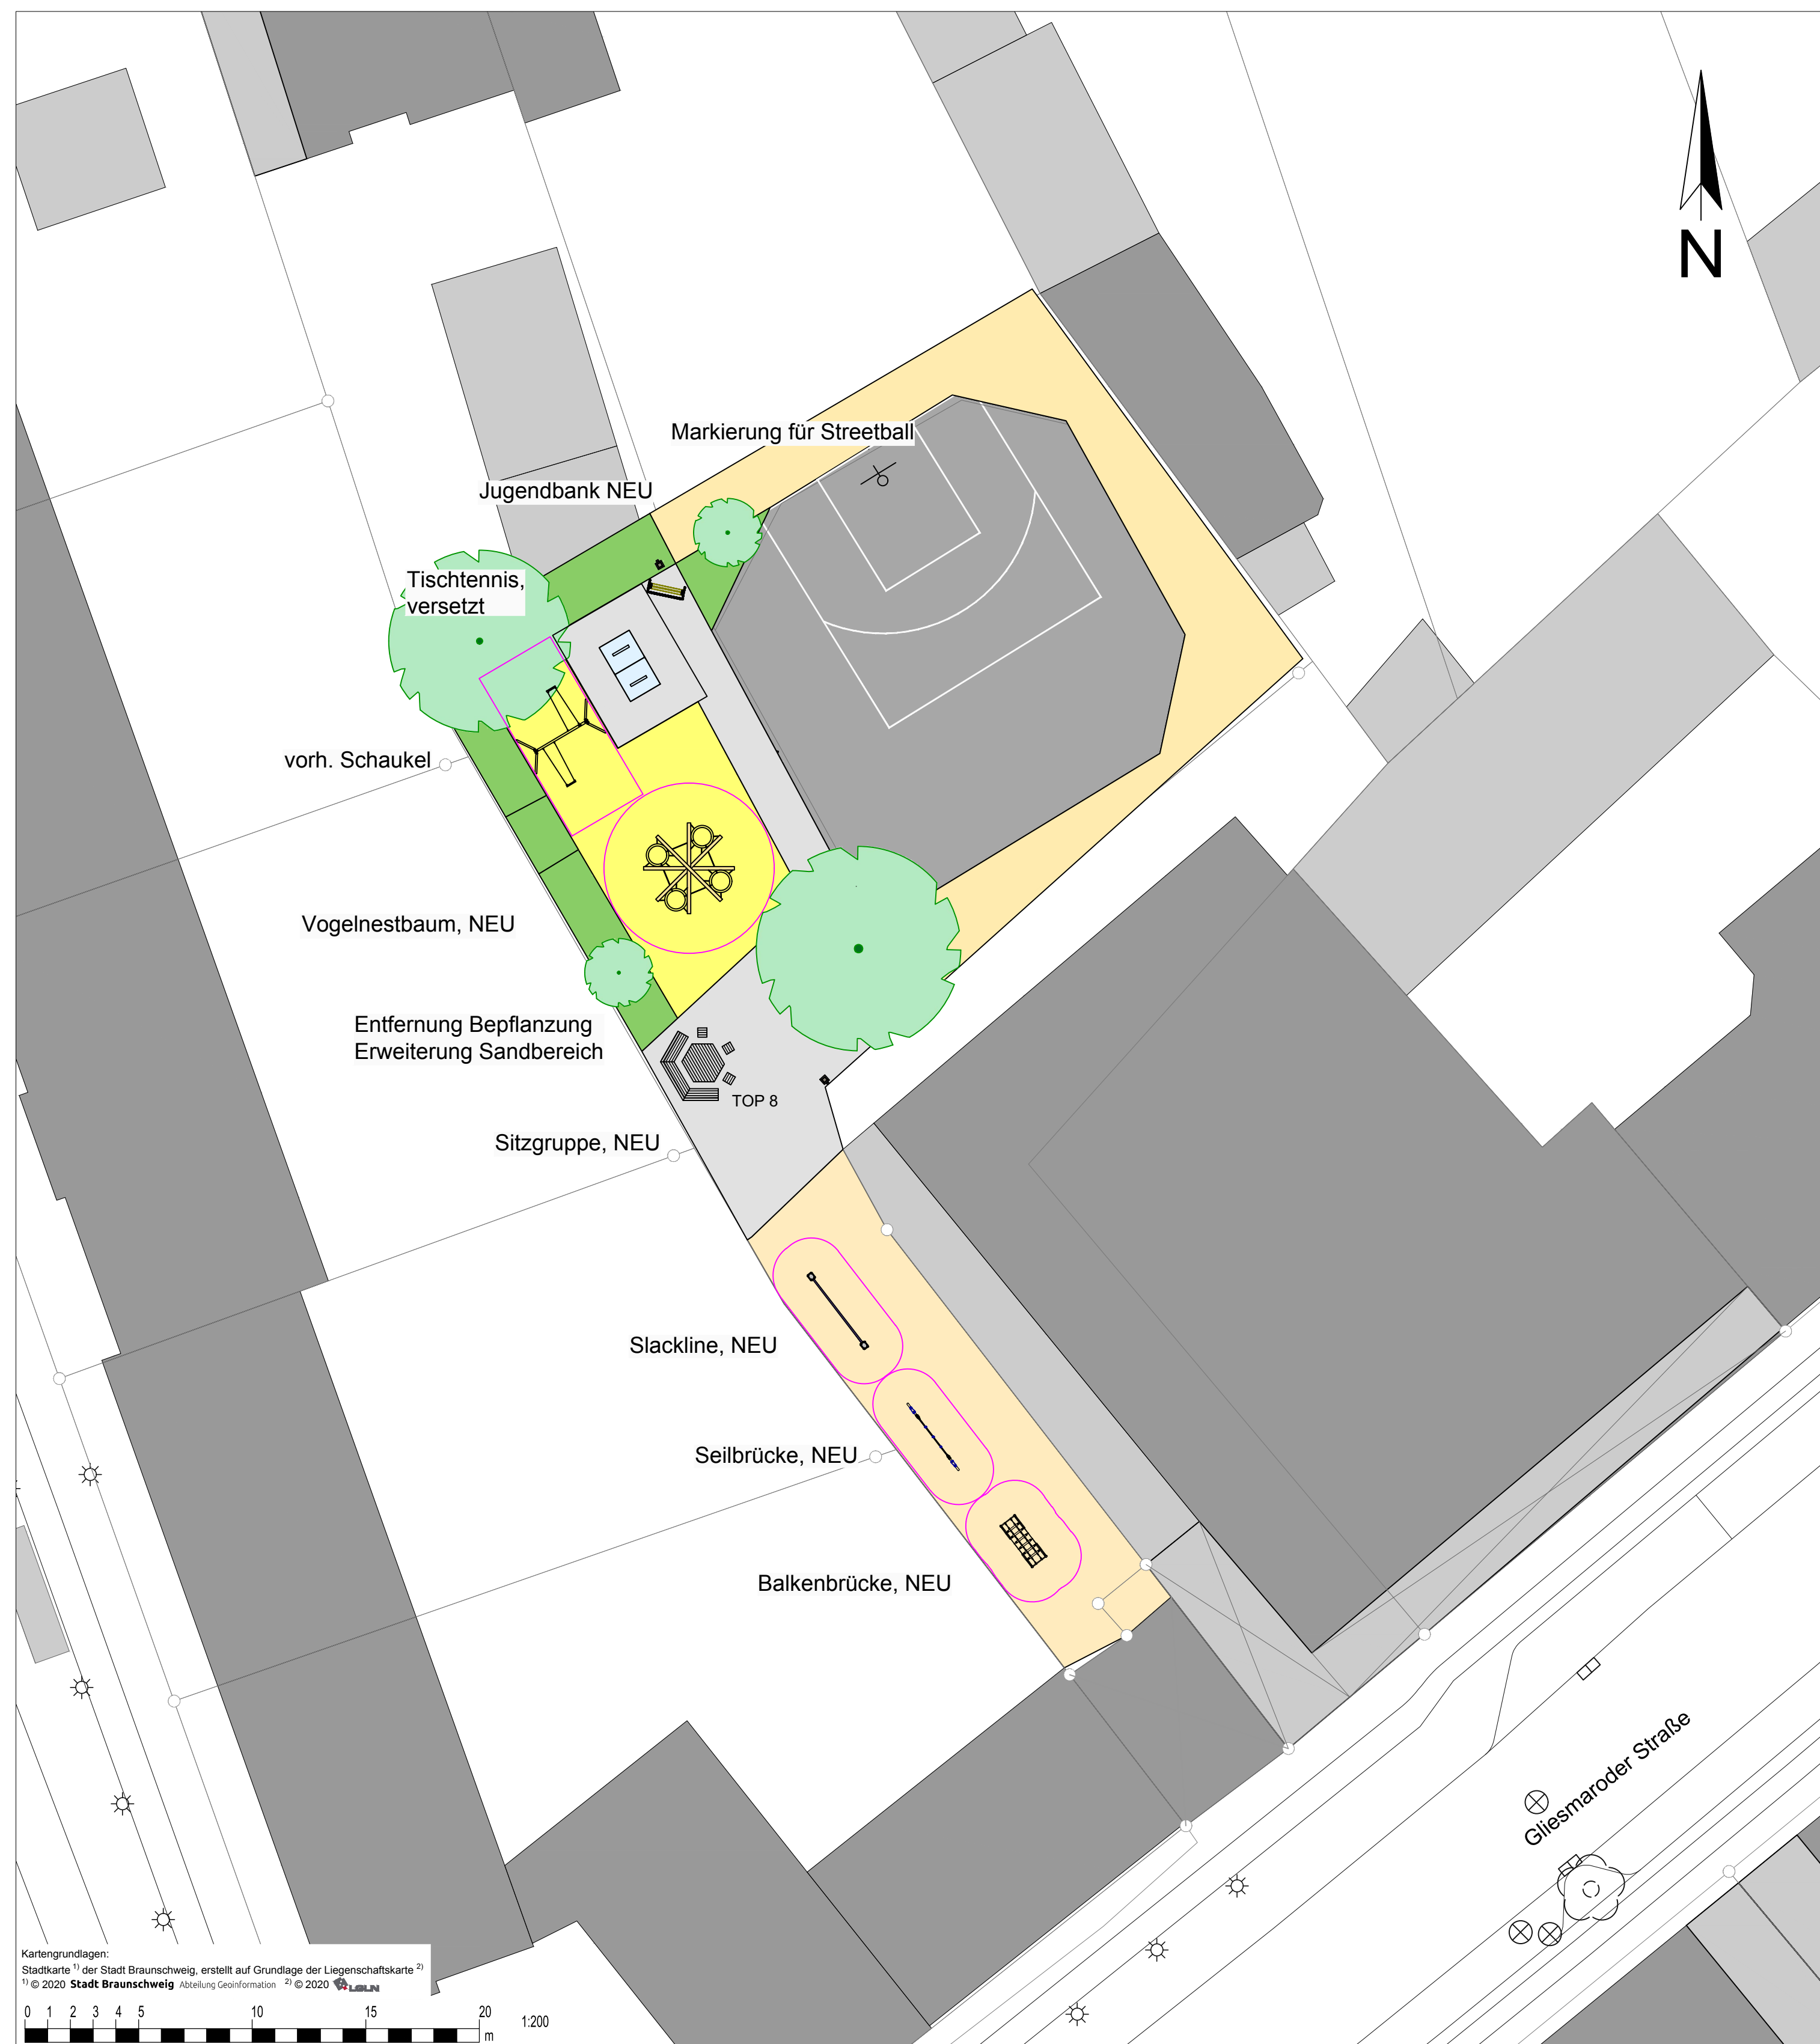 N
Markierung für Streetball
Jugendbank NEU
Tischtennis,
versetzt
vorh. Schaukel
Vogelnestbaum, NEU
Entfernung Bepflanzung
Erweiterung Sandbereich
TOP 8
Sitzgruppe, NEU
Slackline, NEU
Seilbrücke, NEU
Balkenbrücke, NEU
Gliesmaroder Straße
Kartengrundlagen:
Stadtkarte 1) der Stadt Braunschweig, erstellt auf Grundlage der Liegenschaftskarte 2)
1) © 2020 Stadt Braunschweig Abteilung Geoinformation 2) © 2020 LGLN
0 1 2 3 4 5 10 15 20
m
1:200